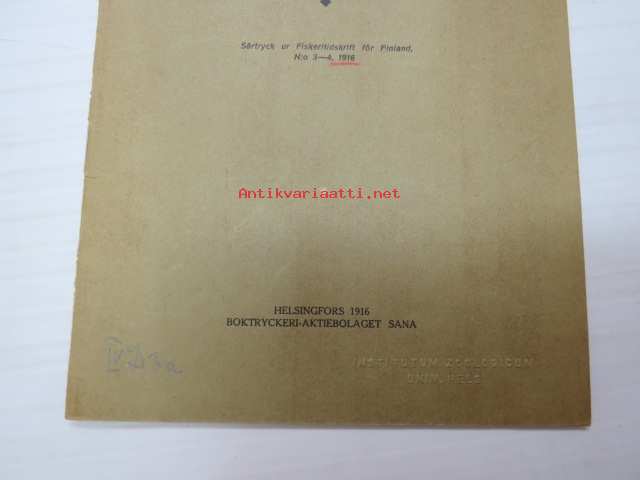 Särtryck ur Fiskeritidskrift för Finland,
N:o 3—4, 1916
Antikvariaatti.net
HELSINGFORS 1916
BOKTRYCKERI-AKTIEBOLAGET SANA
INSTITUTUM ZOOLOGICUM
UNIV. HELS